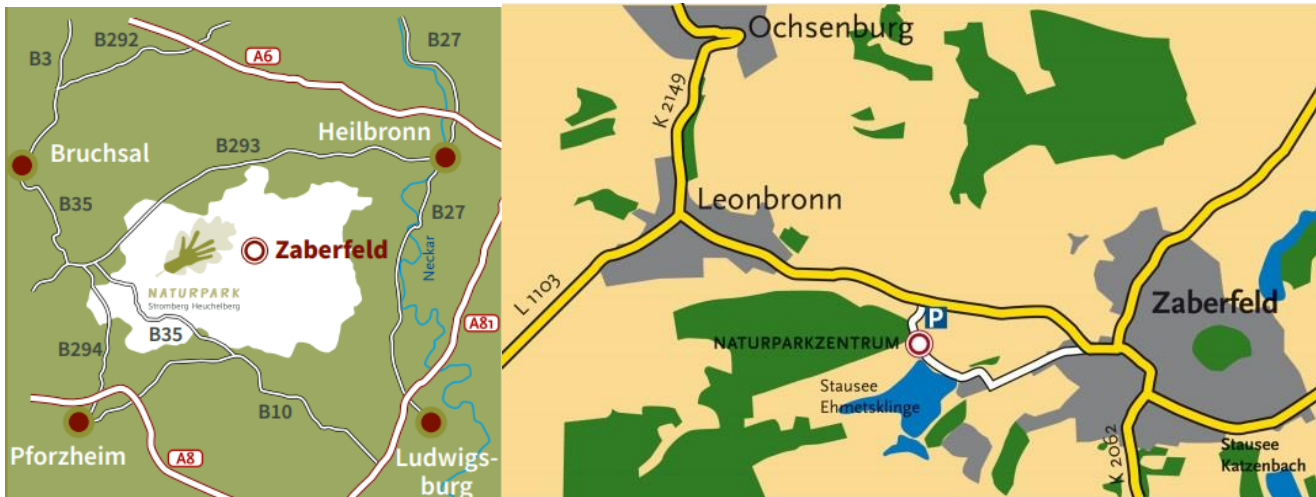 B292
B27
B3
A6
Heilbronn
Bruchsal
B293
B35
B27
Zaberfeld
Neckar
NATURPARK
Stromberg Heuchelberg
A81
B35
B294
B10
Pforzheim
A8
Ludwigs-
burg
Ochsenburg
K 2149
Leonbronn
L 1103
Zaberfeld
P
NATURPARKZENTRUM
Stausee
Ehmetsklinge
K 2062
Stausee
Katzenbach